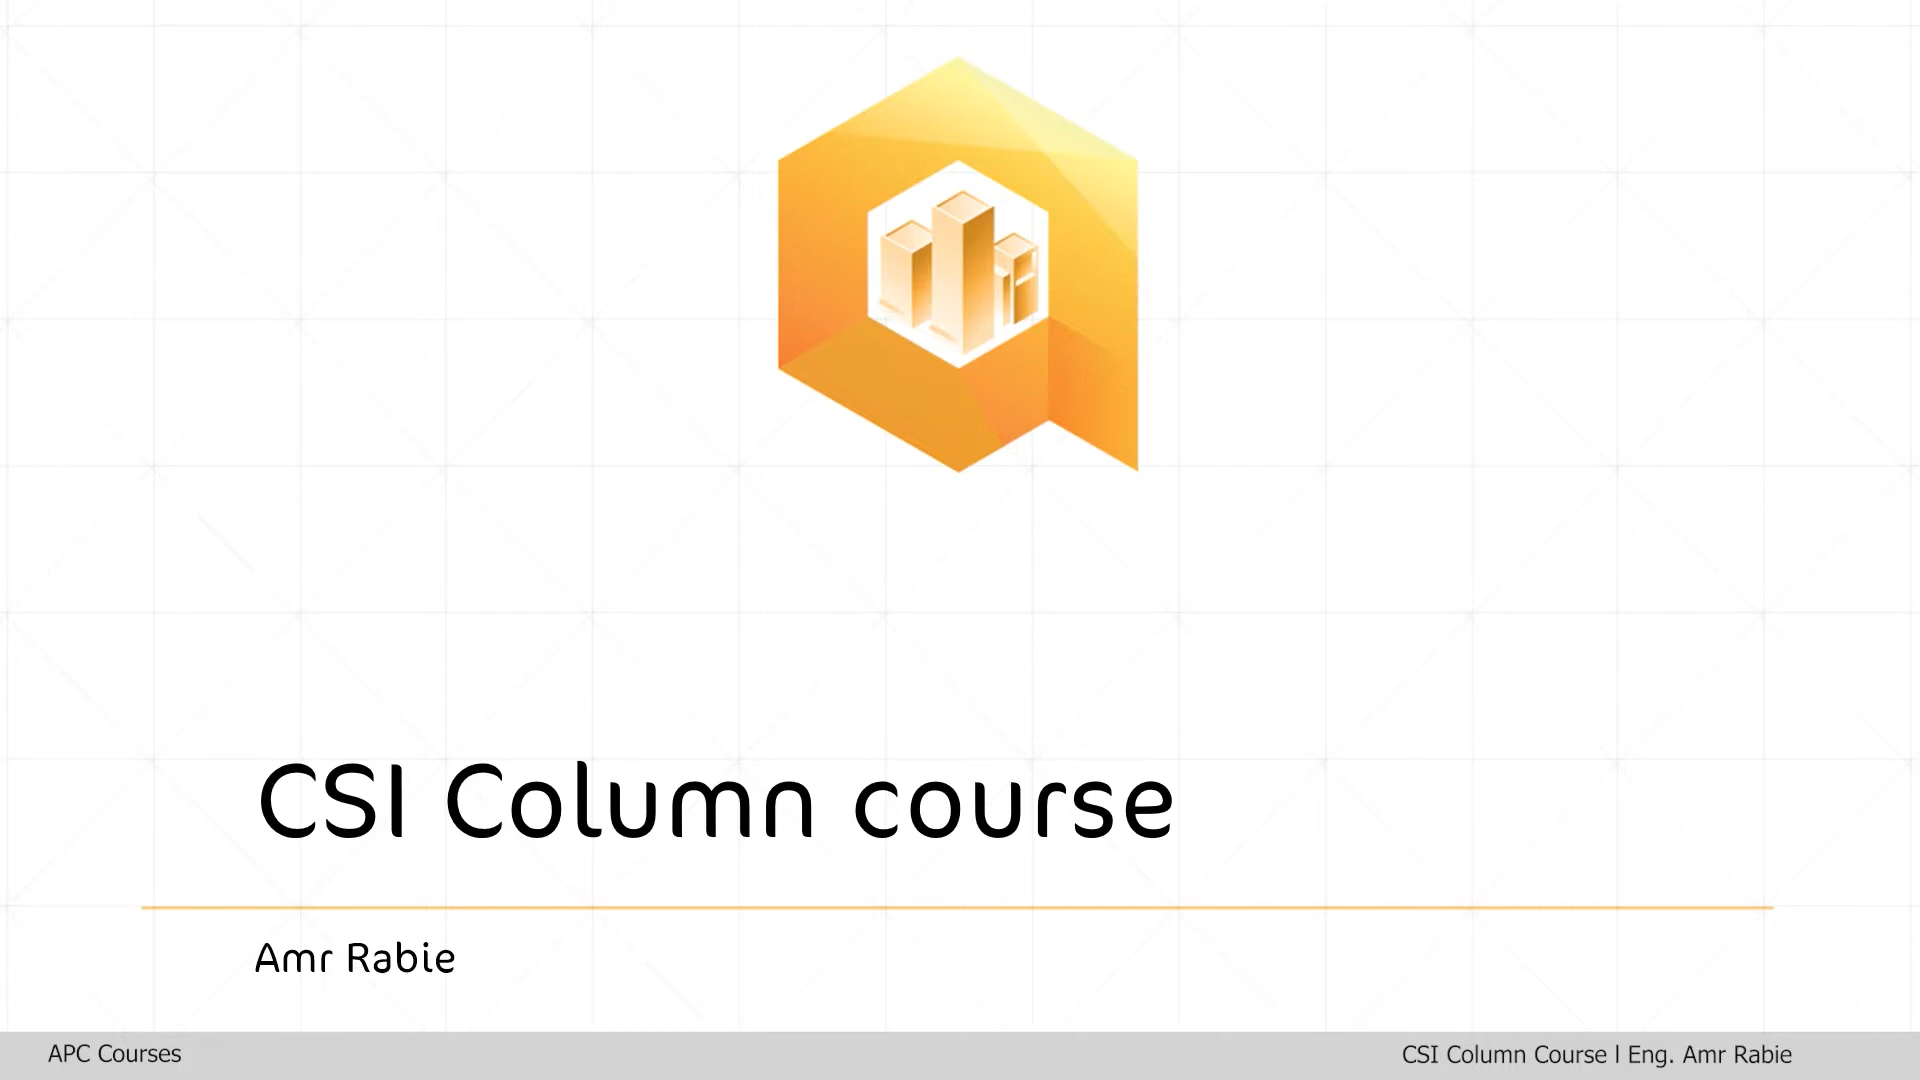 CSI Column course
Amr Rabie
APC Courses
CSI Column Course l Eng. Amr Rabie